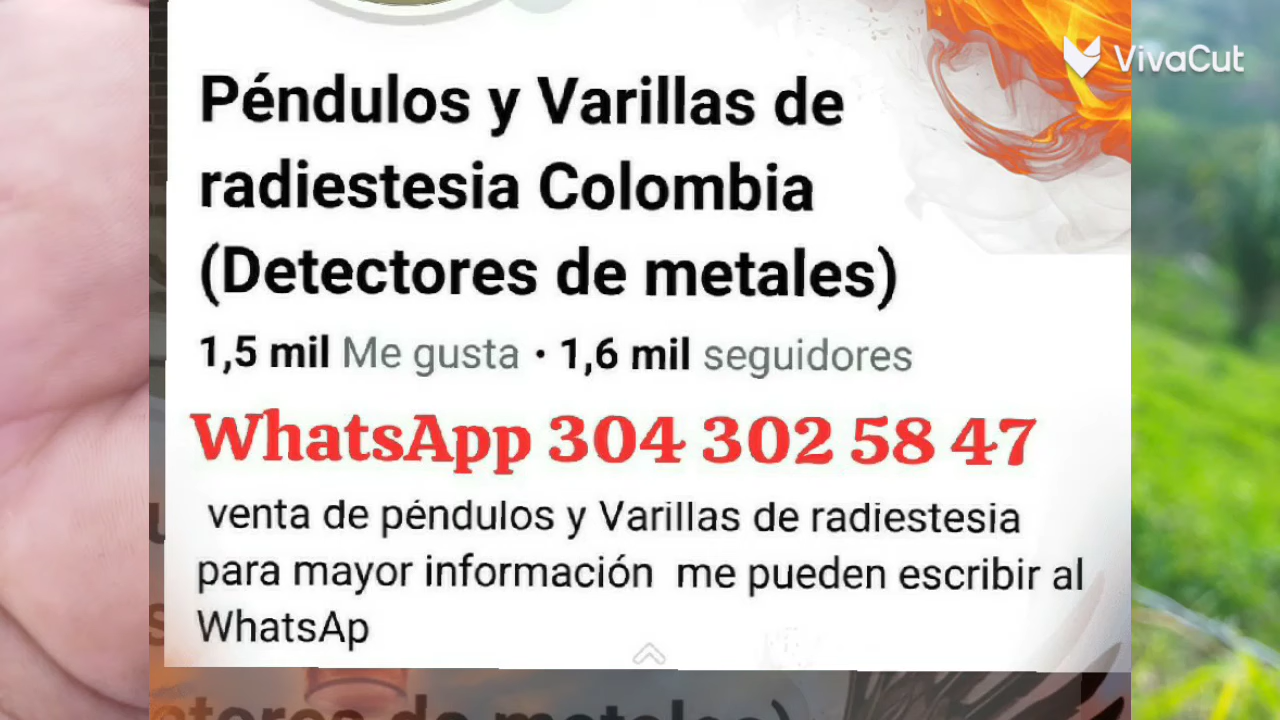 VivaCut
Péndulos y Varillas de
radiestesia Colombia
(Detectores de metales)
1,5 mil Me gusta • 1,6 mil seguidores
WhatsApp 304 302 58 47
venta de péndulos y Varillas de radiestesia
para mayor información me pueden escribir al
WhatsAp